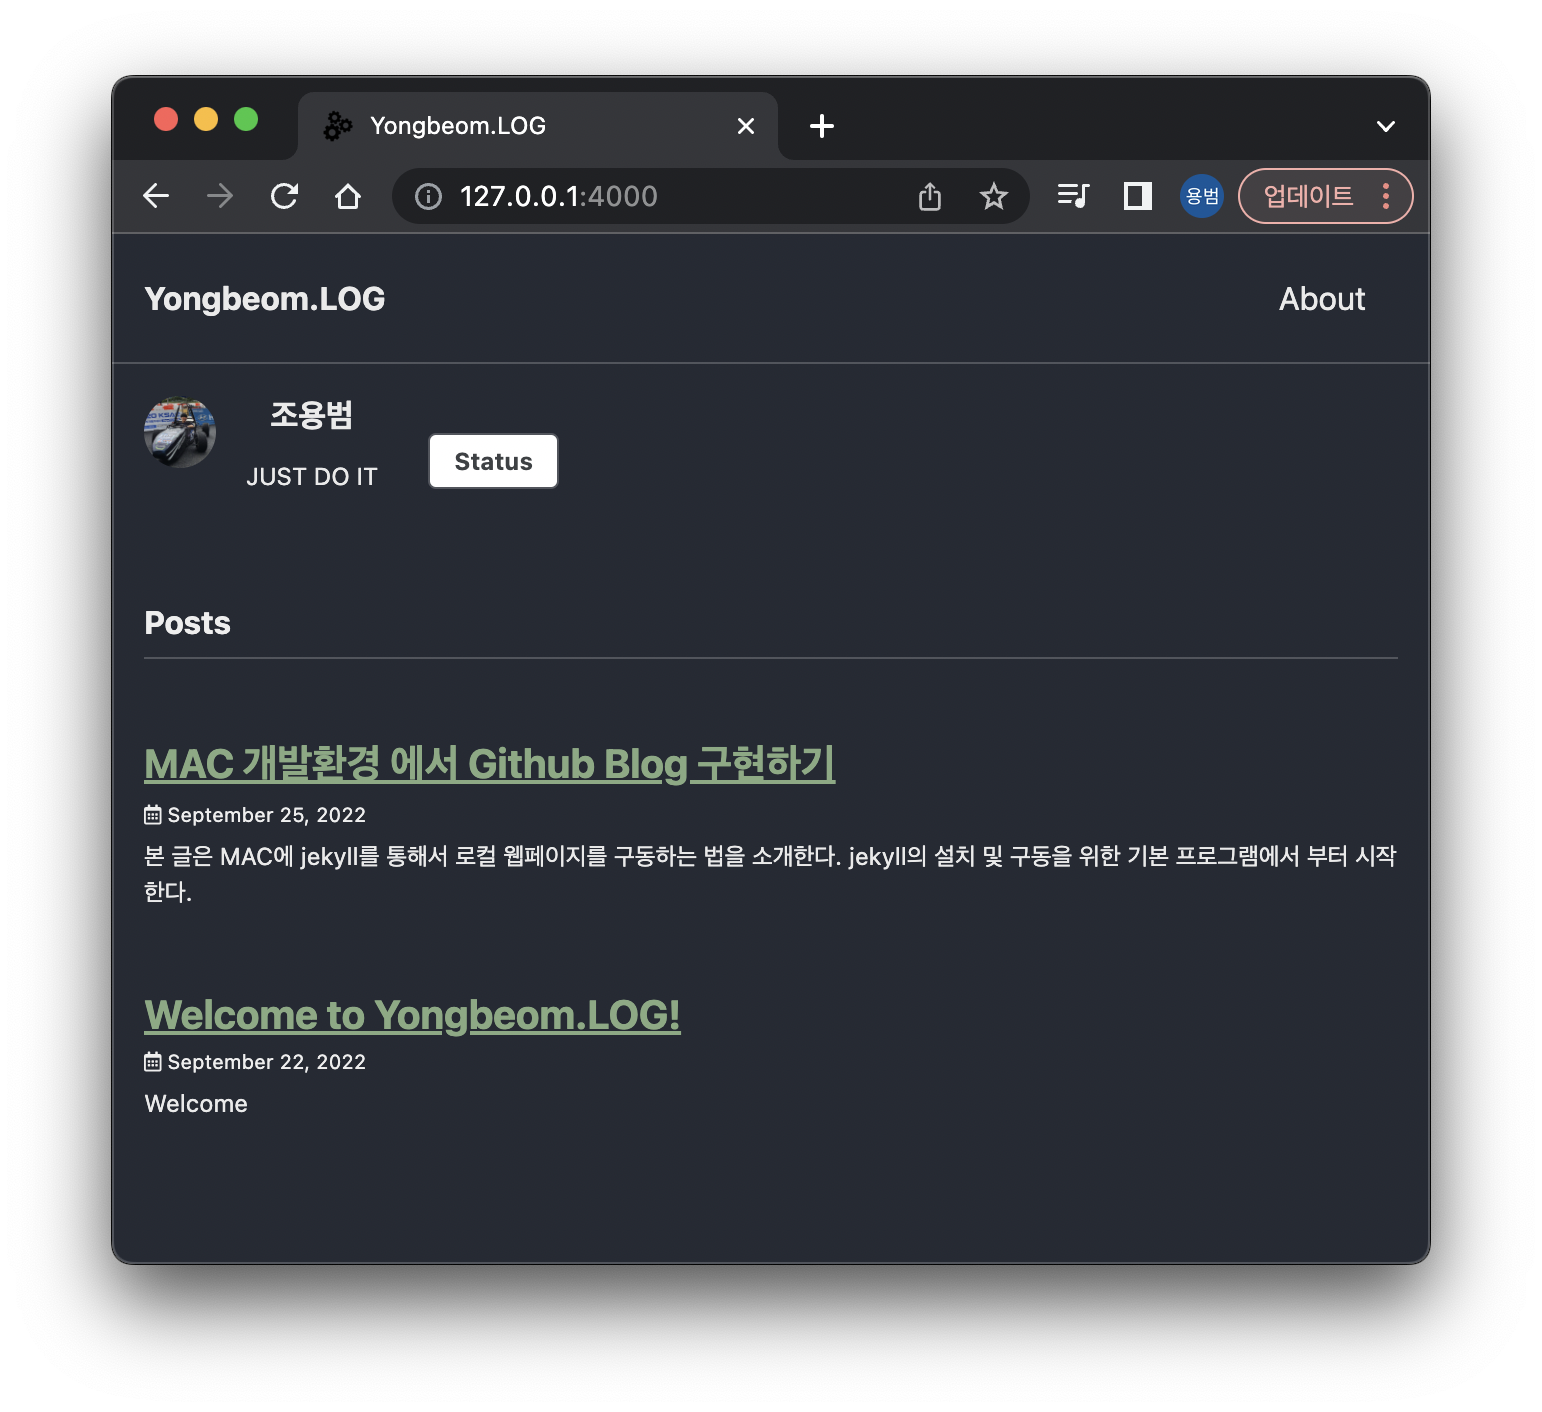 Yongbeom.LOG
127.0.0.1:4000
용범
업데이트
Yongbeom.LOG
About
조용범
JUST DO IT
Status
Posts
MAC 개발환경 에서 Github Blog 구현하기
September 25, 2022
본 글은 MAC에 jekyll를 통해서 로컬 웹페이지를 구동하는 법을 소개한다. jekyll의 설치 및 구동을 위한 기본 프로그램에서 부터 시작
한다.
Welcome to Yongbeom.LOG!
September 22, 2022
Welcome